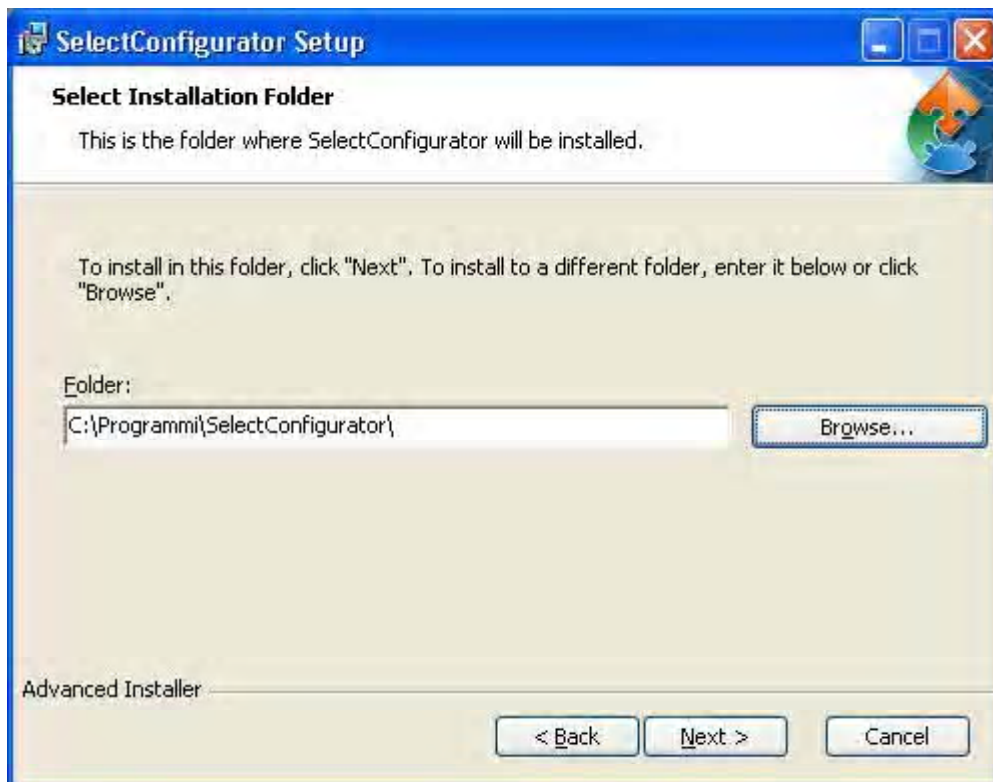 SelectConfigurator Setup
Select Installation Folder
This is the folder where SelectConfigurator will be installed.
To install in this folder, click "Next". To install to a different folder, enter it below or click
"Browse".
Folder:
C:\Programmi\SelectConfigurator\
Browse...
Advanced Installer
< Back
Next >
Cancel